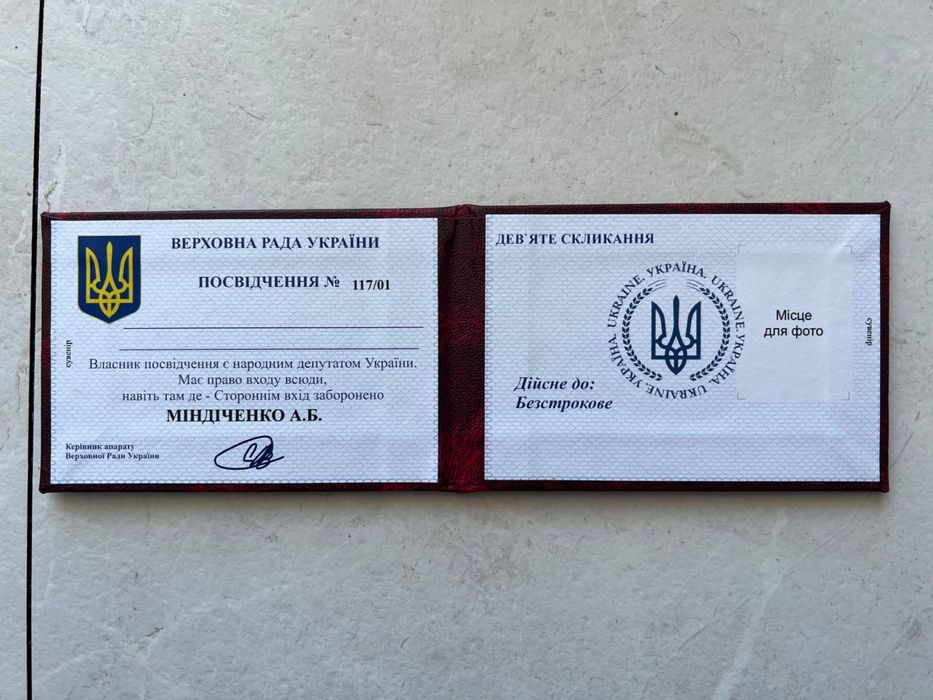 ВЕРХОВНА РАДА УКРАЇНИ
ПОСВІДЧЕННЯ № 117/01
сувенір
Власник посвідчення є народним депутатом України.
Має право входу всюди,
навіть там де - Стороннім вхід заборонено
МІНДІЧЕНКО А.Б.
Керівник апарату
Верховної Ради України
ДЕВ`ЯТЕ СКЛИКАННЯ
УКРАЇНА. UKRAINE. УКРАЇНА. UKRAINE. УКРАЇНА. UKRAINE.
Місце
для фото
сувенір
Дійсне до:
Безстрокове